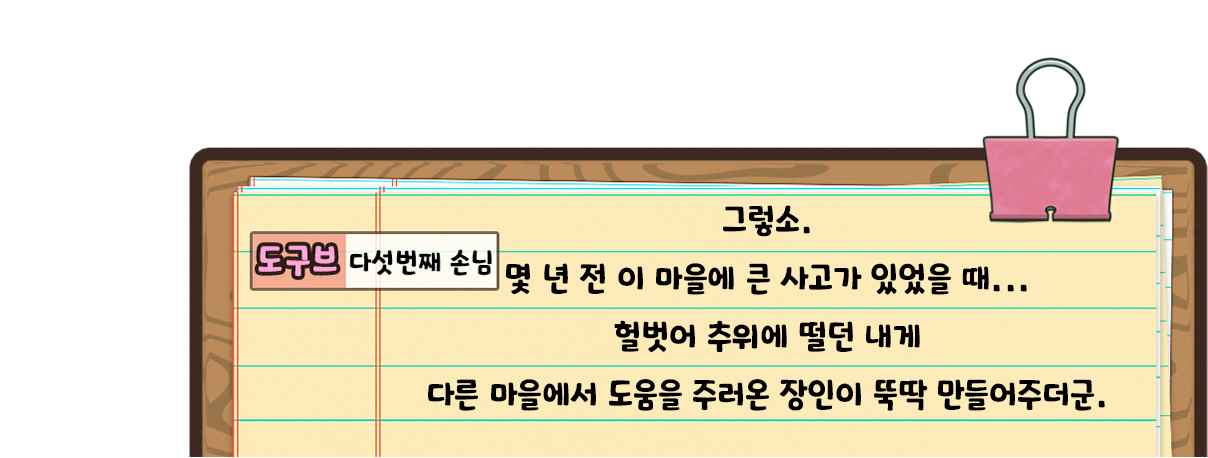 그렇소.
도구브 다섯번째 손님
몇 년 전 이 마을에 큰 사고가 있었을 때...
헐벗어 추위에 떨던 내게
다른 마을에서 도움을 주러온 장인이 뚝딱 만들어주더군.